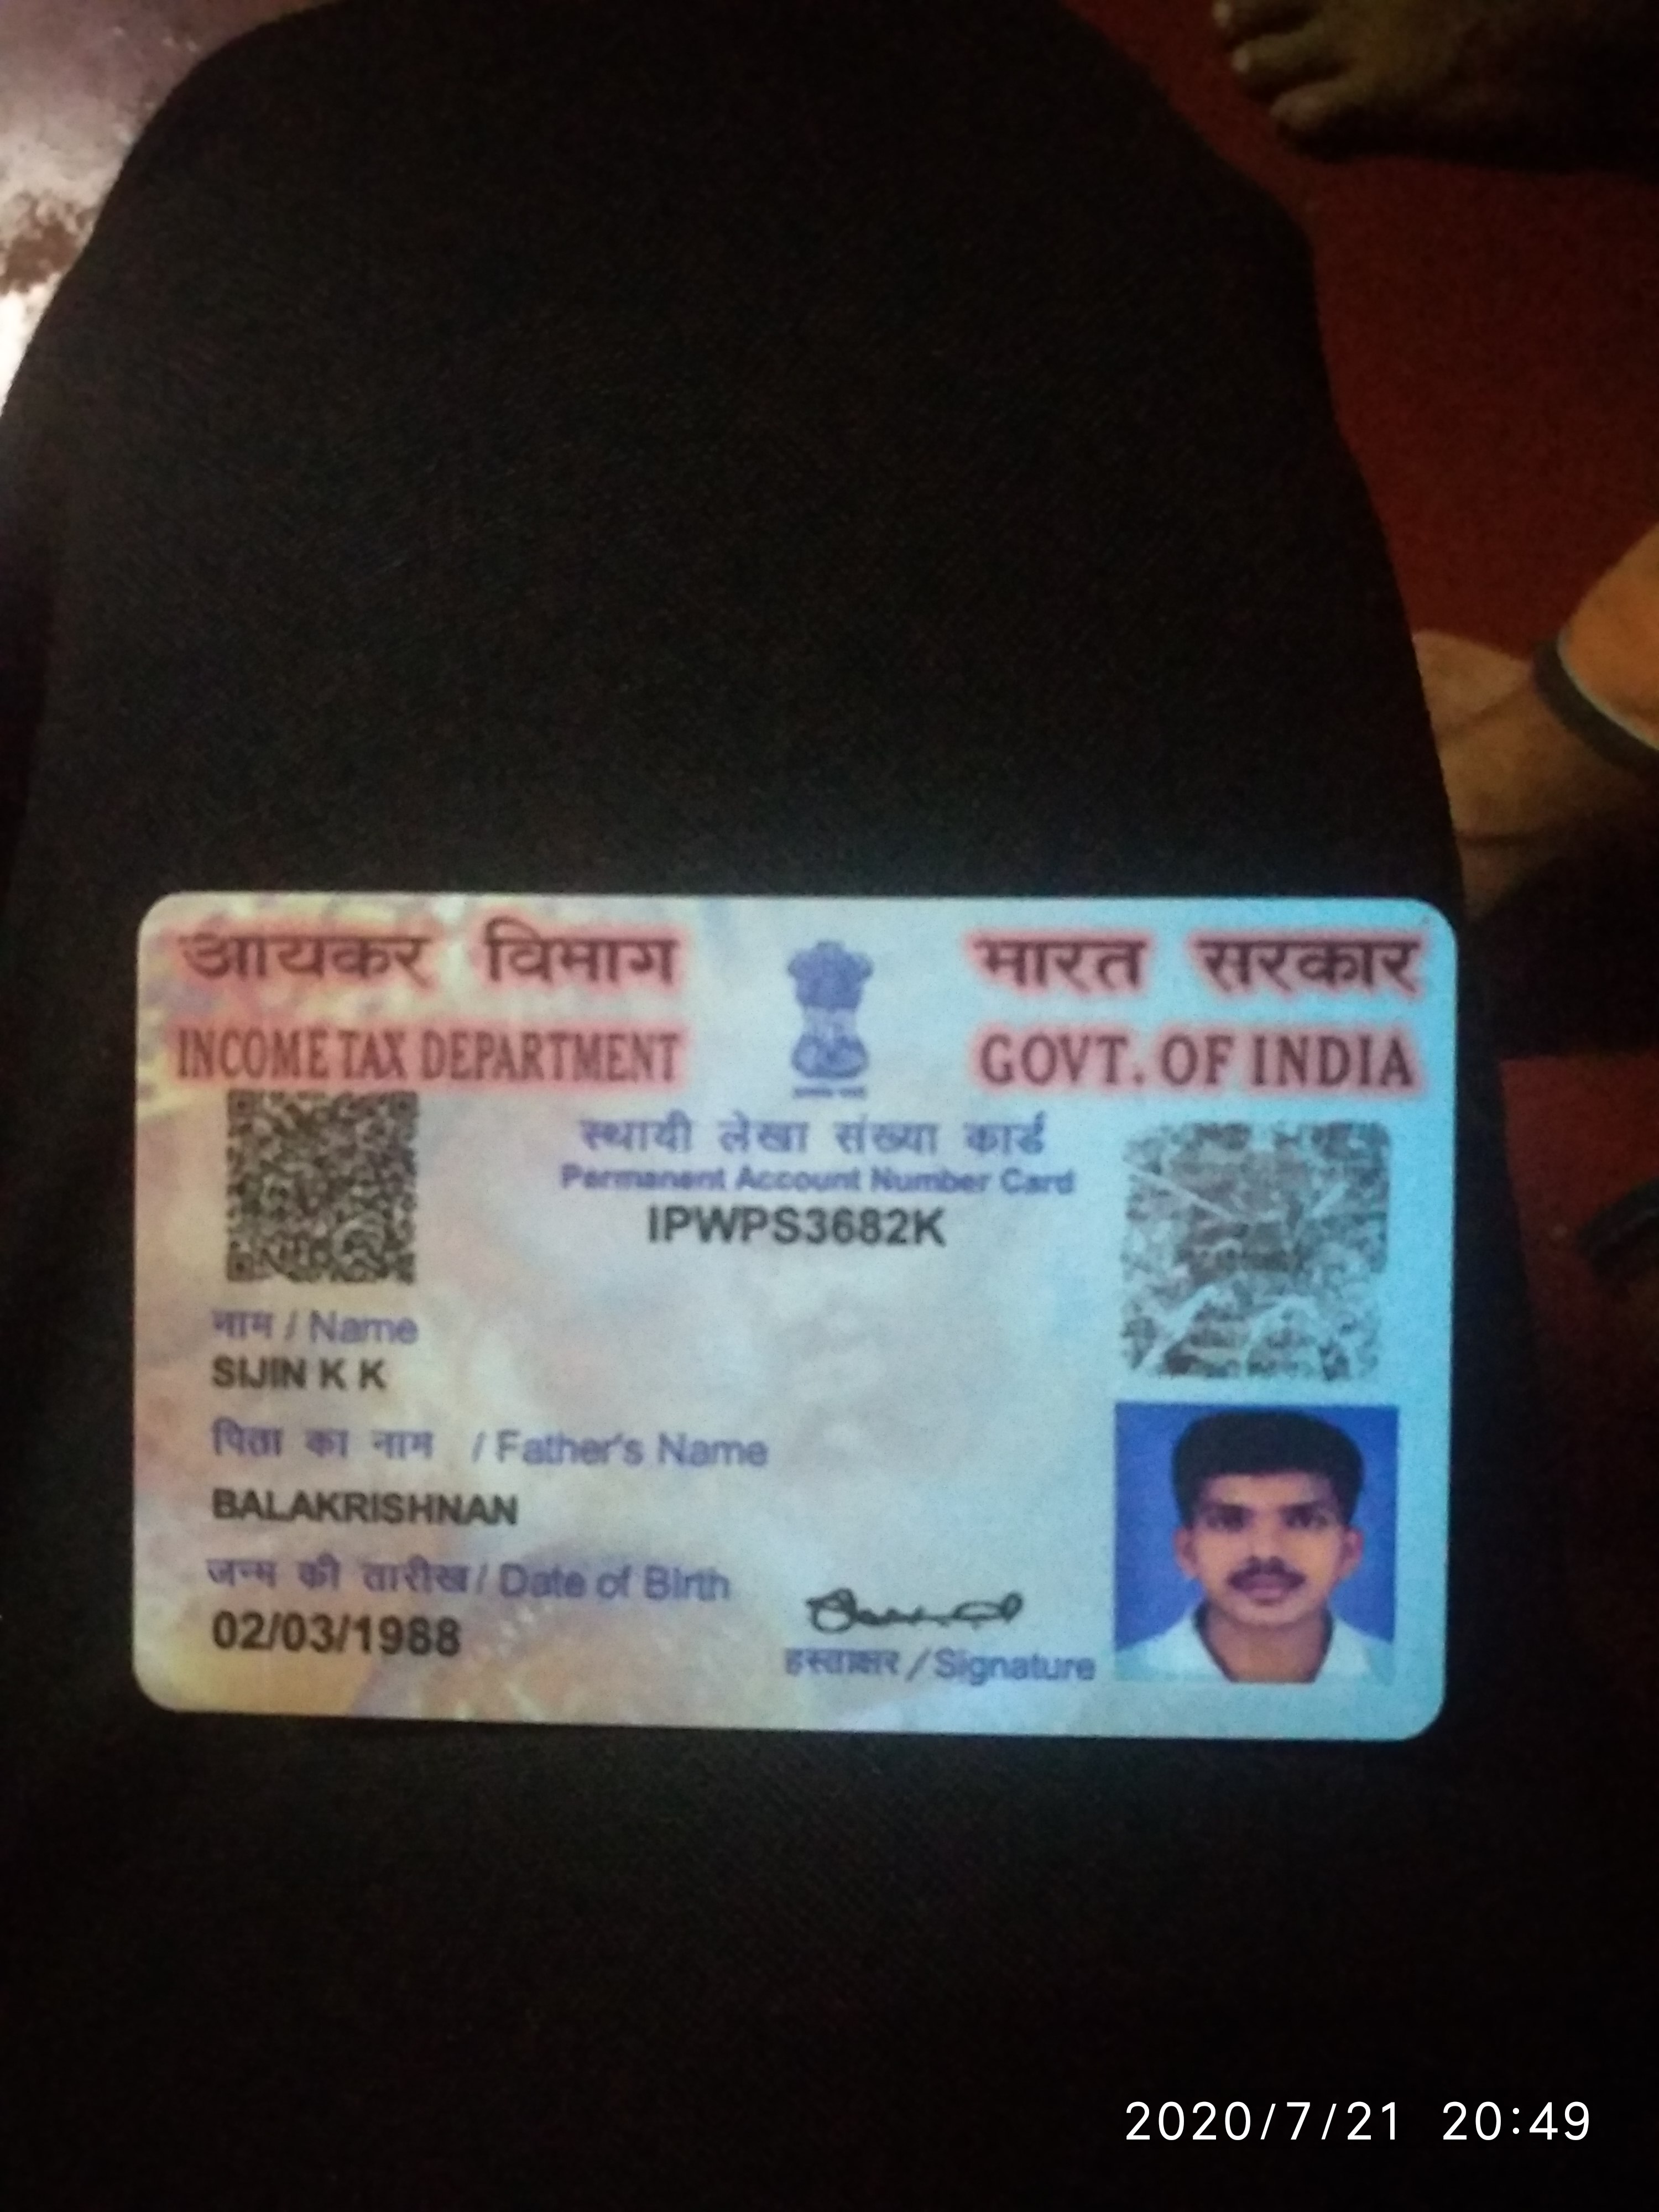 आयकर विभाग
भारत सरकार
INCOME TAX DEPARTMENT
GOVT. OF INDIA
स्थायी लेखा संख्या कार्ड
Permanent Account Number Card
IPWPS3682K
नाम / Name
SIJIN K K
पिता का नाम / Father's Name
BALAKRISHNAN
जन्म की तारीख / Date of Birth
02/03/1988
हस्ताक्षर / Signature
2020/7/21 20:49